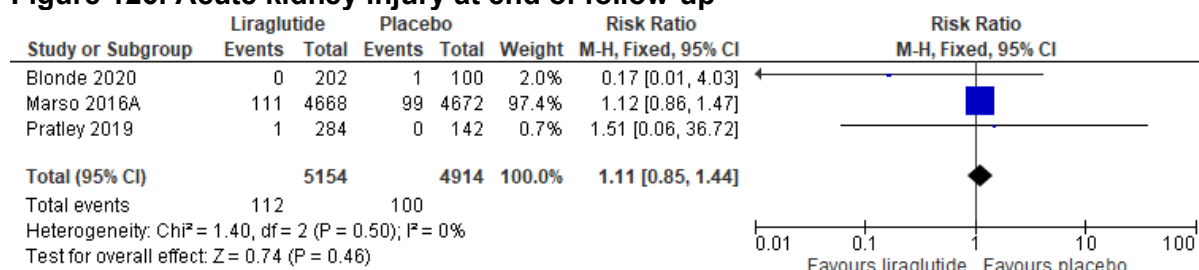 Figure 123: Acute kidney injury at end of follow-up
Liraglutide Placebo Risk Ratio Risk Ratio
Study or Subgroup Events Total Events Total Weight M-H, Fixed, 95% CI M-H, Fixed, 95% CI
Blonde 2020 0 202 1 100 2.0% 0.17 [0.01, 4.03]
Marso 2016A 111 4668 99 4672 97.4% 1.12 [0.86, 1.47]
Pratley 2019 1 284 0 142 0.7% 1.51 [0.06, 36.72]
Total (95% CI) 5154 4914 100.0% 1.11 [0.85, 1.44]
Total events 112 100
Heterogeneity: Chi² = 1.40, df = 2 (P = 0.50); I² = 0%
Test for overall effect: Z = 0.74 (P = 0.46)
0.01 0.1 1 10 100
Favours liraglutide Favours placebo